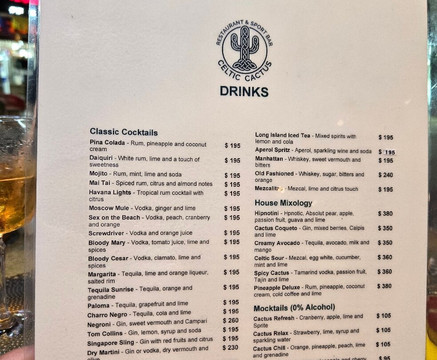 RESTAURANT & SPORT BAR
CELTIC CACTUS
DRINKS
Classic Cocktails
Pina Colada - Rum, pineapple and coconut cream $ 195
Daiquiri - White rum, lime and a touch of sweetness $ 195
Mojito - Rum, mint, lime and soda $ 195
Mai Tai - Spiced rum, citrus and almond notes $ 195
Havana Lights - Tropical rum cocktail with citrus $ 195
Moscow Mule - Vodka, ginger and lime $ 195
Sex on the Beach - Vodka, peach, cranberry and orange $ 195
Screwdriver - Vodka and orange juice $ 195
Bloody Mary - Vodka, tomato juice, lime and spices $ 195
Bloody Cesar - Vodka, clamato, lime and spices $ 195
Margarita - Tequila, lime and orange liqueur, salted rim $ 195
Tequila Sunrise - Tequila, orange and grenadine $ 195
Paloma - Tequila, grapefruit and lime $ 195
Charro Negro - Tequila, cola and lime $ 195
Negroni - Gin, sweet vermouth and Campari $ 260
Tom Collins - Gin, lemon, syrup and soda $ 195
Singapore Sling - Gin with red fruits and citrus $ 195
Dry Martini - Gin or vodka, dry vermouth and $ 230
Long Island Iced Tea - Mixed spirits with lemon and cola $ 195
Aperol Spritz - Aperol, sparkling wine and soda $ 195
Manhattan - Whiskey, sweet vermouth and bitters $ 195
Old Fashioned - Whiskey, sugar, bitters and orange $ 240
Mezcalito - Mezcal, lime and citrus touch $ 195
House Mixology
Hipnotini - Hpnotic, Absolut pear, apple, passion fruit, guava and lime $ 380
Cactus Coqueto - Gin, mixed berries, Calpis and lime $ 350
Creamy Avocado - Tequila, avocado, milk and mango $ 350
Celtic Sour - Mezcal, egg white, cucumber, mint and lime $ 360
Spicy Cactus - Tamarind vodka, passion fruit, Tajin and lime $ 360
Pineapple Deluxe - Rum, pineapple, coconut cream, cold coffee and lime $ 380
Mocktails (0% Alcohol)
Cactus Refresh - Cranberry, apple, lime and Sprite $ 105
Cactus Relax - Strawberry, lime, syrup and sparkling water $ 105
Cactus Chill - Orange, pineapple, peach, lime and grenadine $ 105